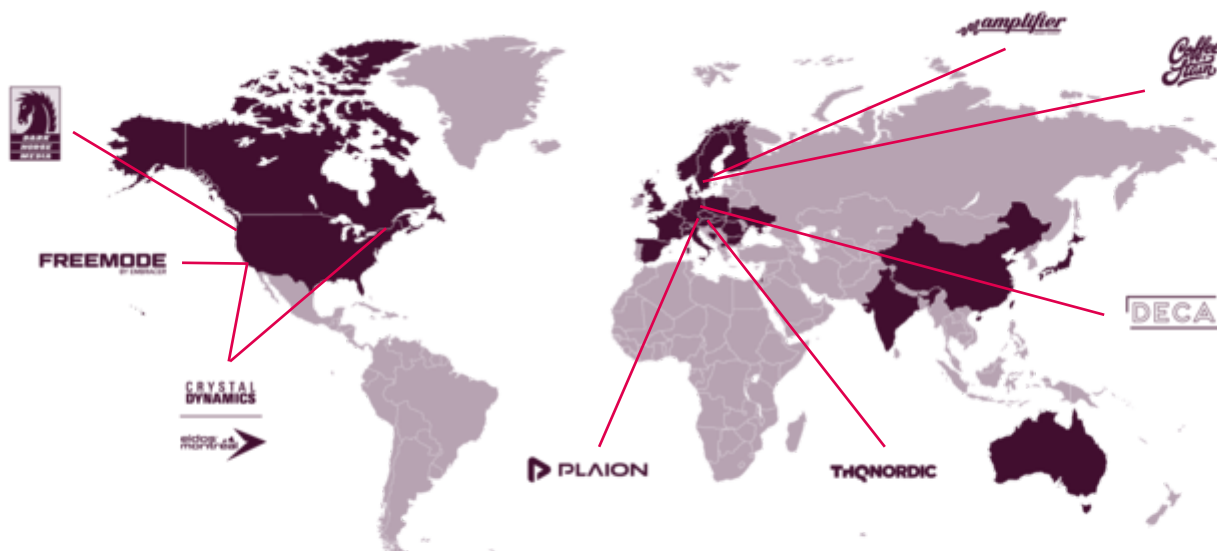 amplifier
Coffee
Stain
DARK
HORSE
MEDIA
FREEMODE
BY EMBRACER
DECA
CRYSTAL
DYNAMICS
eidos
montréal
PLAION
THQNORDIC